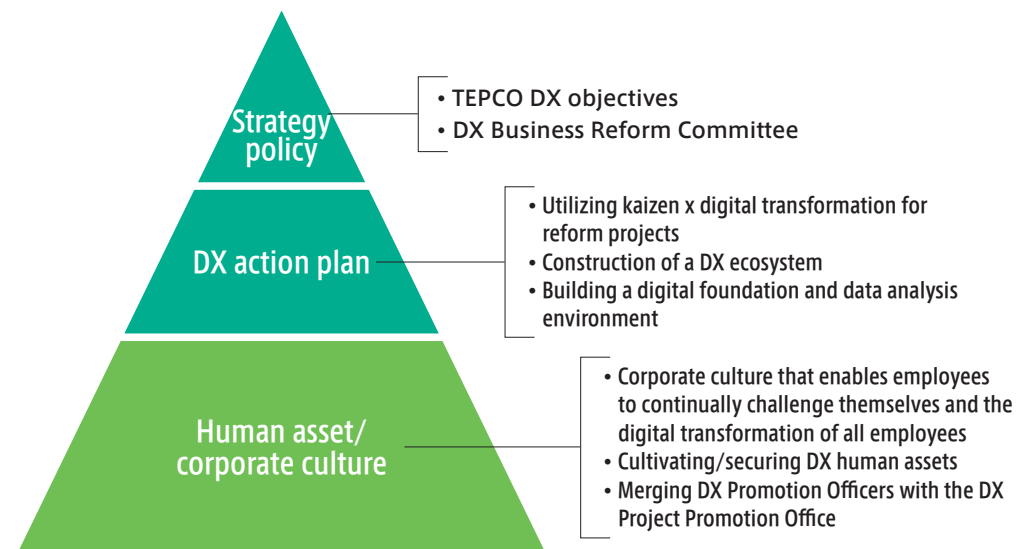 Strategy
policy
• TEPCO DX objectives
• DX Business Reform Committee
DX action plan
• Utilizing kaizen x digital transformation for
reform projects
• Construction of a DX ecosystem
• Building a digital foundation and data analysis
environment
Human asset/
corporate culture
• Corporate culture that enables employees
to continually challenge themselves and the
digital transformation of all employees
• Cultivating/securing DX human assets
• Merging DX Promotion Officers with the DX
Project Promotion Office